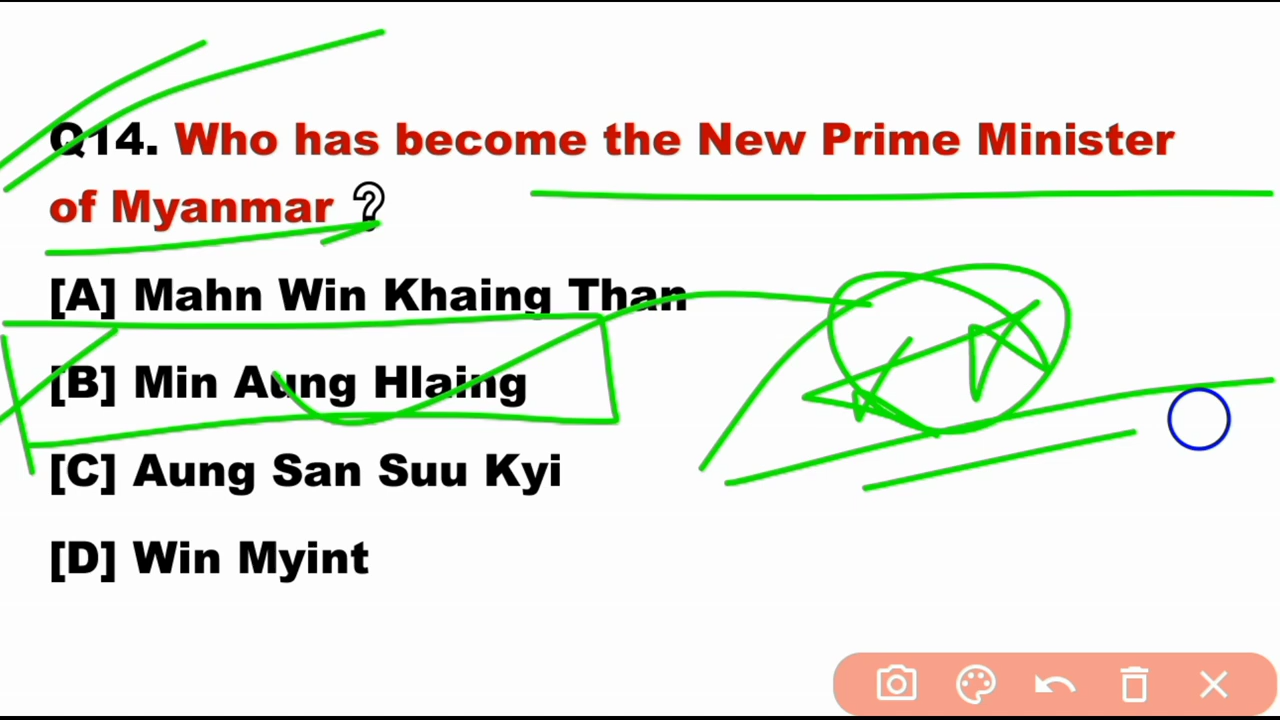 Q14. Who has become the New Prime Minister
of Myanmar ?
[A] Mahn Win Khaing Than
[B] Min Aung Hlaing
[C] Aung San Suu Kyi
[D] Win Myint